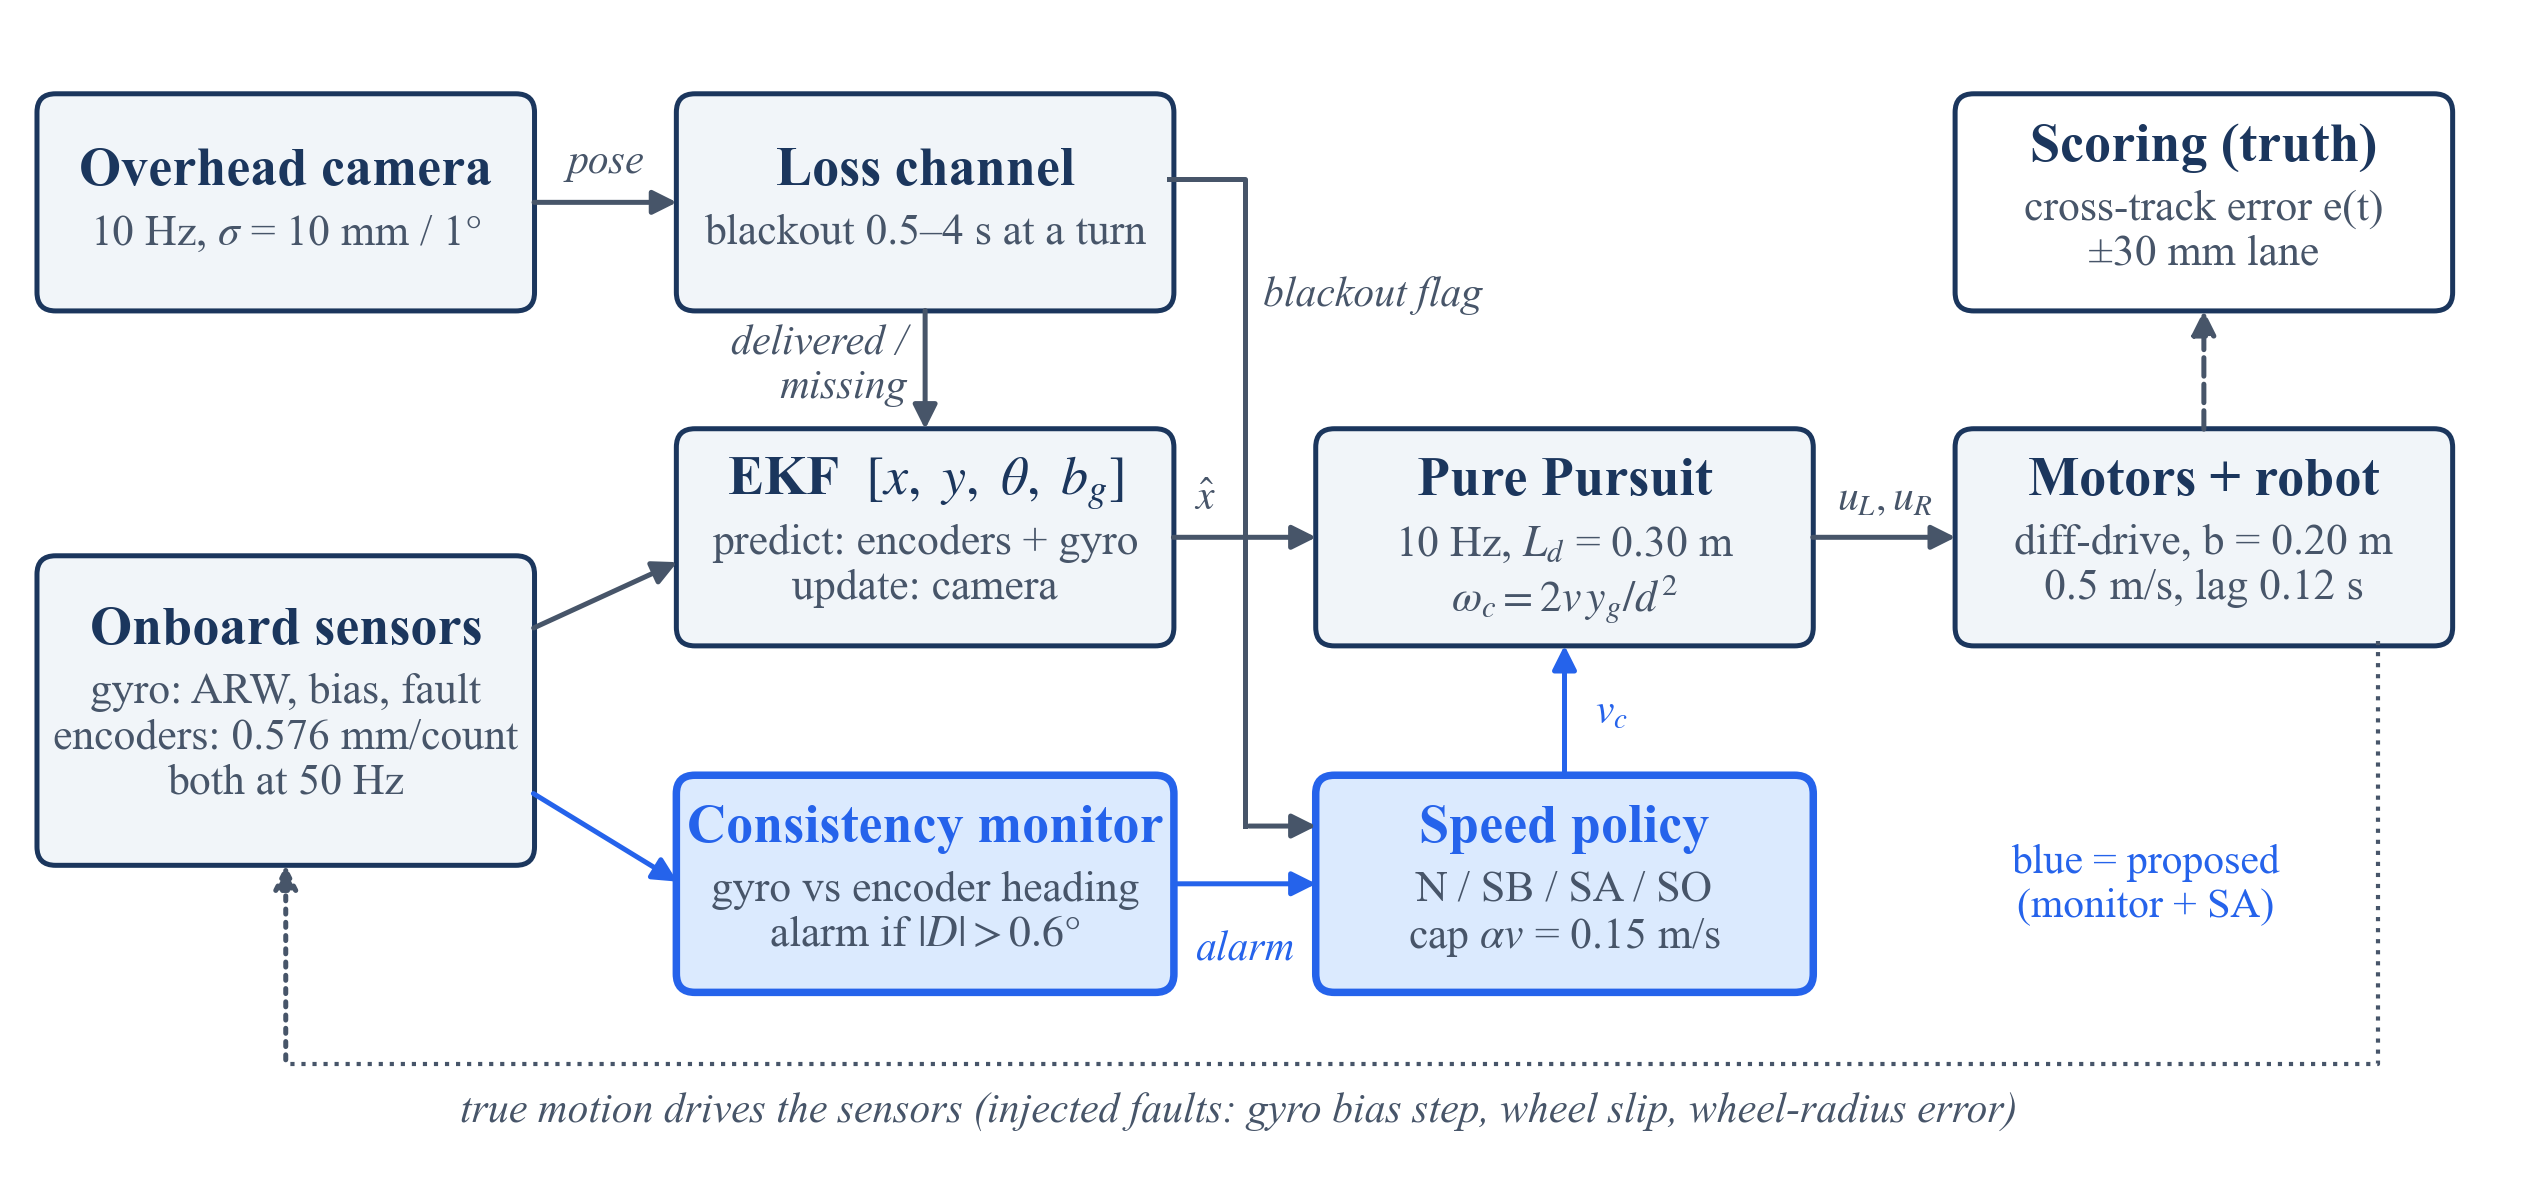 Overhead camera
10 Hz, σ = 10 mm / 1°
pose
Loss channel
blackout 0.5–4 s at a turn
Scoring (truth)
cross-track error e(t)
±30 mm lane
blackout flag
delivered /
missing
EKF [x, y, θ, b_g]
predict: encoders + gyro
update: camera
x̂
Pure Pursuit
10 Hz, L_d = 0.30 m
ω_c = 2v y_g/d²
u_L, u_R
Motors + robot
diff-drive, b = 0.20 m
0.5 m/s, lag 0.12 s
Onboard sensors
gyro: ARW, bias, fault
encoders: 0.576 mm/count
both at 50 Hz
v_c
Consistency monitor
gyro vs encoder heading
alarm if |D| > 0.6°
alarm
Speed policy
N / SB / SA / SO
cap αv = 0.15 m/s
blue = proposed
(monitor + SA)
true motion drives the sensors (injected faults: gyro bias step, wheel slip, wheel-radius error)